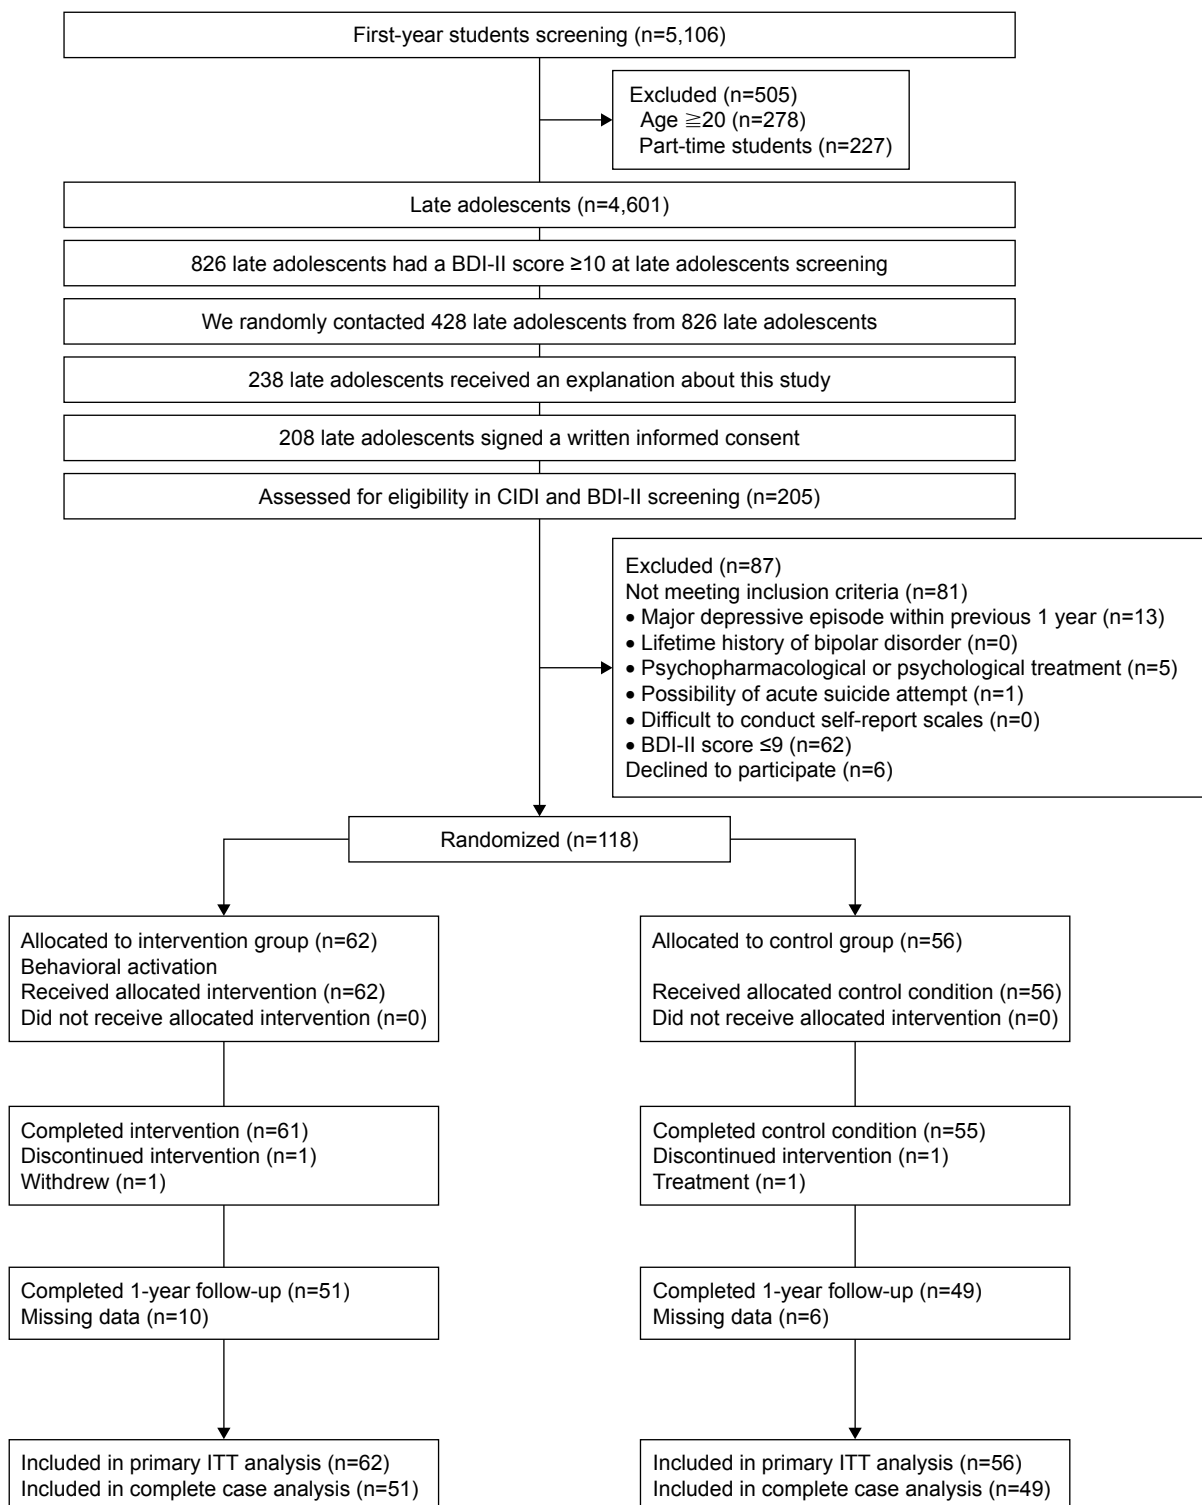 First-year students screening (n=5,106)
Excluded (n=505)
Age ≧20 (n=278)
Part-time students (n=227)
Late adolescents (n=4,601)
826 late adolescents had a BDI-II score ≥10 at late adolescents screening
We randomly contacted 428 late adolescents from 826 late adolescents
238 late adolescents received an explanation about this study
208 late adolescents signed a written informed consent
Assessed for eligibility in CIDI and BDI-II screening (n=205)
Excluded (n=87)
Not meeting inclusion criteria (n=81)
• Major depressive episode within previous 1 year (n=13)
• Lifetime history of bipolar disorder (n=0)
• Psychopharmacological or psychological treatment (n=5)
• Possibility of acute suicide attempt (n=1)
• Difficult to conduct self-report scales (n=0)
• BDI-II score ≤9 (n=62)
Declined to participate (n=6)
Randomized (n=118)
Allocated to intervention group (n=62)
Behavioral activation
Received allocated intervention (n=62)
Did not receive allocated intervention (n=0)
Allocated to control group (n=56)
Received allocated control condition (n=56)
Did not receive allocated intervention (n=0)
Completed intervention (n=61)
Discontinued intervention (n=1)
Withdrew (n=1)
Completed control condition (n=55)
Discontinued intervention (n=1)
Treatment (n=1)
Completed 1-year follow-up (n=51)
Missing data (n=10)
Completed 1-year follow-up (n=49)
Missing data (n=6)
Included in primary ITT analysis (n=62)
Included in complete case analysis (n=51)
Included in primary ITT analysis (n=56)
Included in complete case analysis (n=49)